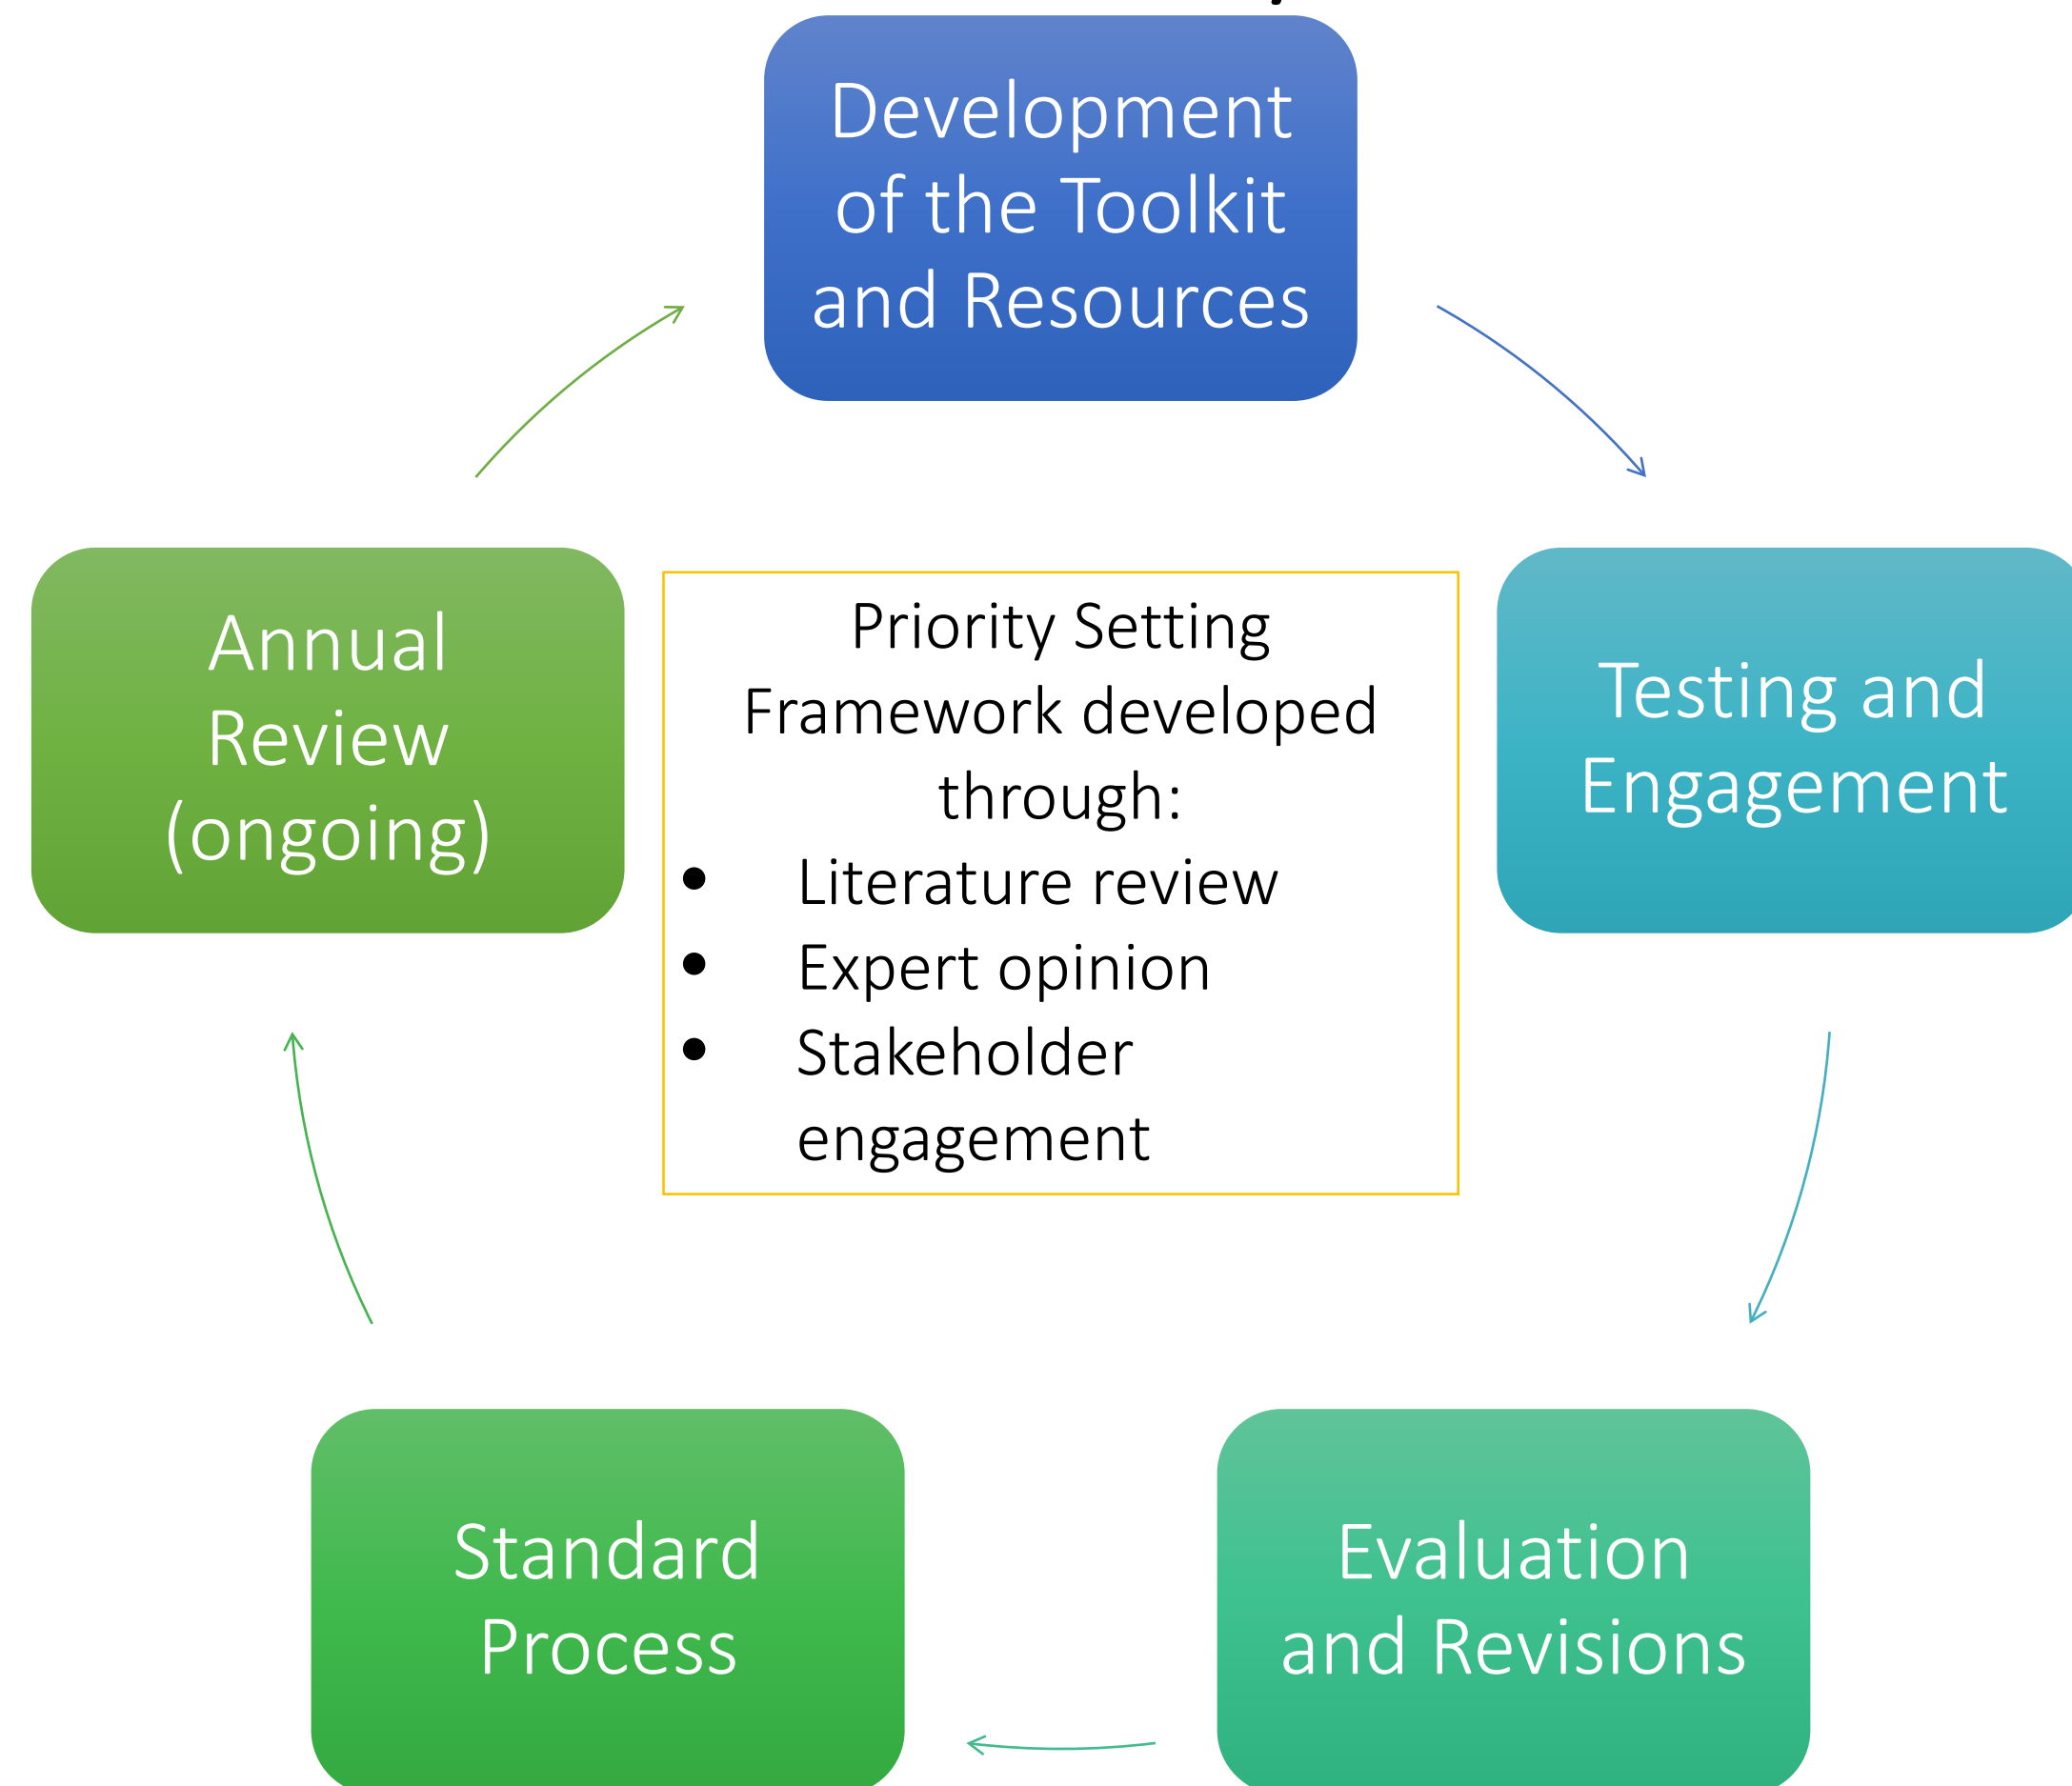 Development
of the Toolkit
and Resources
Testing and
Engagement
Evaluation
and Revisions
Standard
Process
Annual
Review
(ongoing)
Priority Setting
Framework developed
through:
• Literature review
• Expert opinion
• Stakeholder
engagement